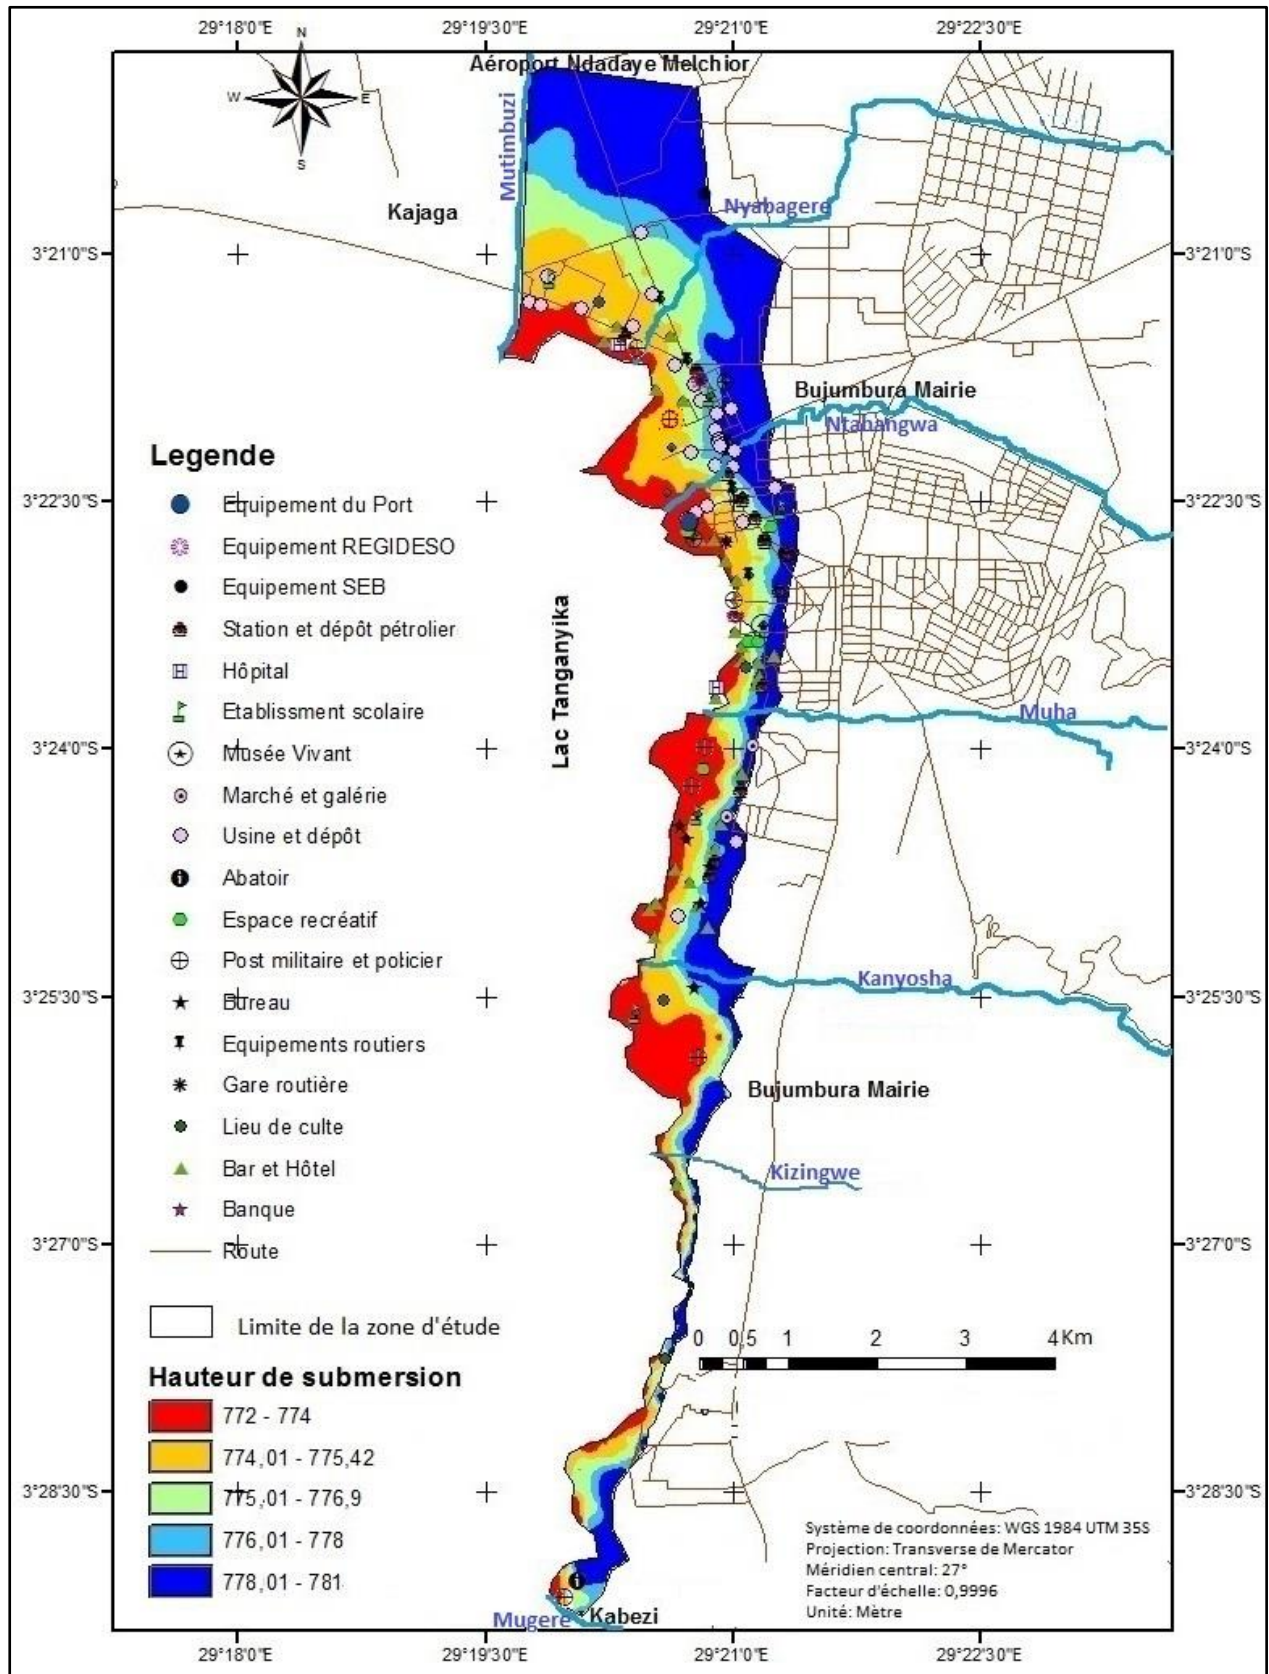 29°18'0"E 29°19'30"E 29°21'0"E 29°22'30"E
N
W E
S
Aéroport Ndadaye Melchior
Mutimbuzi
Kajaga
Nyabagere
3°21'0"S 3°21'0"S
Bujumbura Mairie
Ntahangwa
Legende
3°22'30"S 3°22'30"S
Equipement du Port
Equipement REGIDESO
Equipement SEB
Station et dépôt pétrolier
Hôpital
Etablissment scolaire
Lac Tanganyika
Muha
3°24'0"S 3°24'0"S
Musée Vivant
Marché et galérie
Usine et dépôt
Abatoir
Espace recréatif
Post militaire et policier
Kanyosha
3°25'30"S 3°25'30"S
Bureau
Equipements routiers
Gare routière
Bujumbura Mairie
Lieu de culte
Bar et Hôtel
Kizingwe
Banque
3°27'0"S 3°27'0"S
Route
Limite de la zone d'étude
0 0,5 1 2 3 4 Km
Hauteur de submersion
772 - 774
774,01 - 775,42
3°28'30"S 3°28'30"S
775,01 - 776,9
776,01 - 778
778,01 - 781
Système de coordonnées: WGS 1984 UTM 35S
Projection: Transverse de Mercator
Méridien central: 27°
Facteur d'échelle: 0,9996
Unité: Mètre
Mugere
Kabezi
29°18'0"E 29°19'30"E 29°21'0"E 29°22'30"E